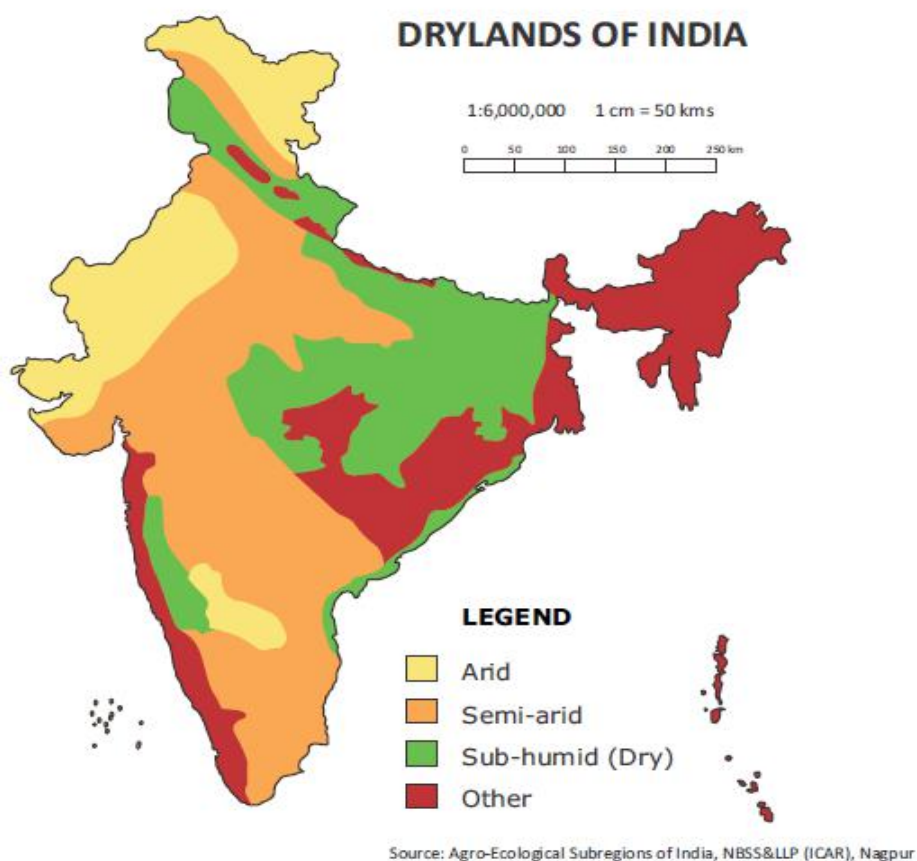 DRYLANDS OF INDIA
1:6,000,000 1 cm = 50 kms
0 50 100 150 200 250 km
LEGEND
Arid
Semi-arid
Sub-humid (Dry)
Other
Source: Agro-Ecological Subregions of India, NBSS&LLP (ICAR), Nagpur